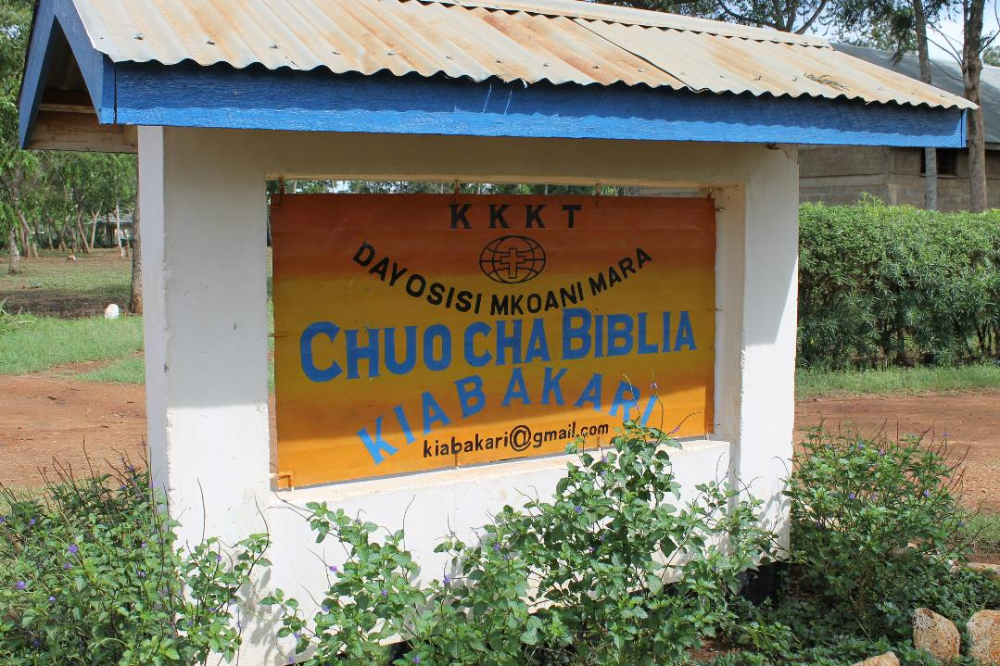 KKKT
DAYOSISI MKOANI MARA
CHUO CHA BIBLIA
KIABAKARI
kiabakari@gmail.com